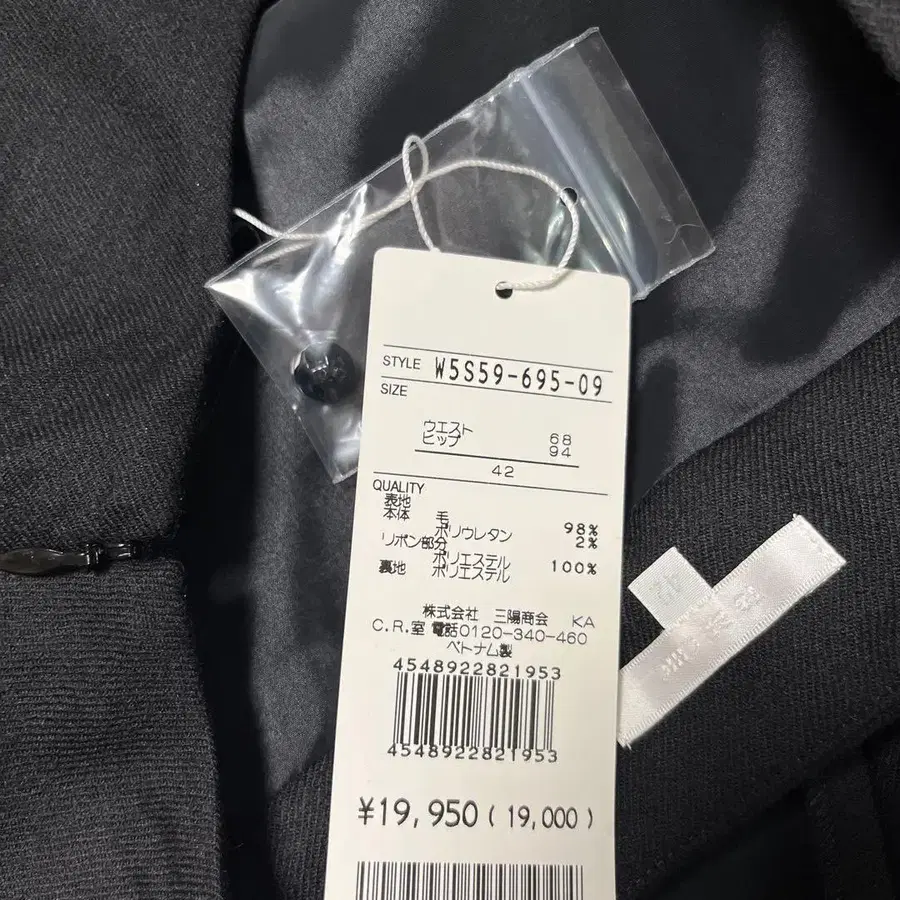 STYLE W5S59-695-09
SIZE
ウエスト 68
ヒップ 94
42
QUALITY
表地
本体 毛 98%
ポリウレタン 2%
リボン部分
ポリエステル
裏地 ポリエステル 100%
株式会社 三陽商会 KA
C.R.室 電話0120-340-460
ベトナム製
4548922821953
4548922821953
¥19,950 ( 19,000 )
42